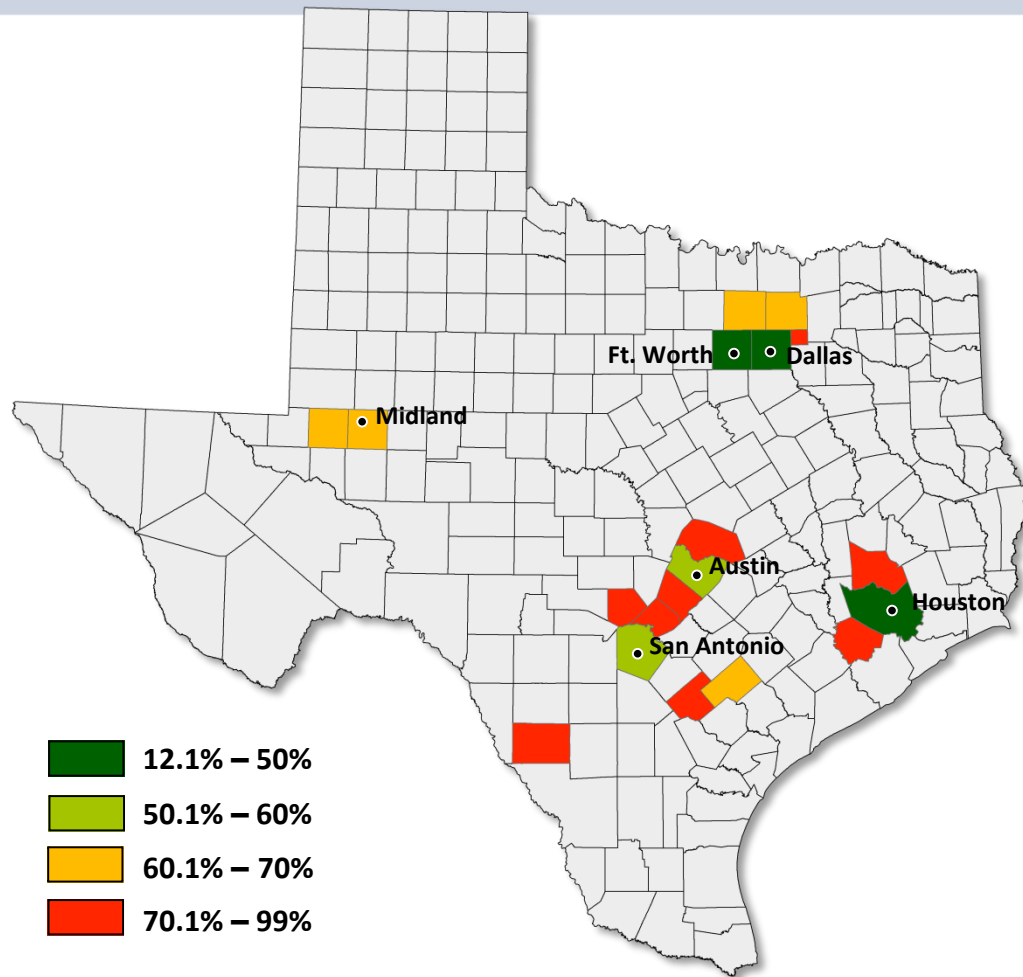 Ft. Worth
Dallas
Midland
Austin
Houston
San Antonio
12.1% – 50%
50.1% – 60%
60.1% – 70%
70.1% – 99%